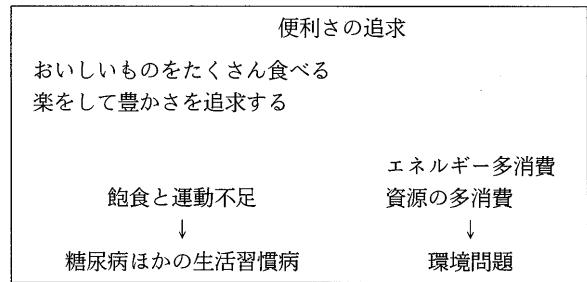 便利さの追求
おいしいものをたくさん食べる
楽をして豊かさを追求する
エネルギー多消費
飽食と運動不足
資源の多消費
↓
↓
糖尿病ほかの生活習慣病
環境問題